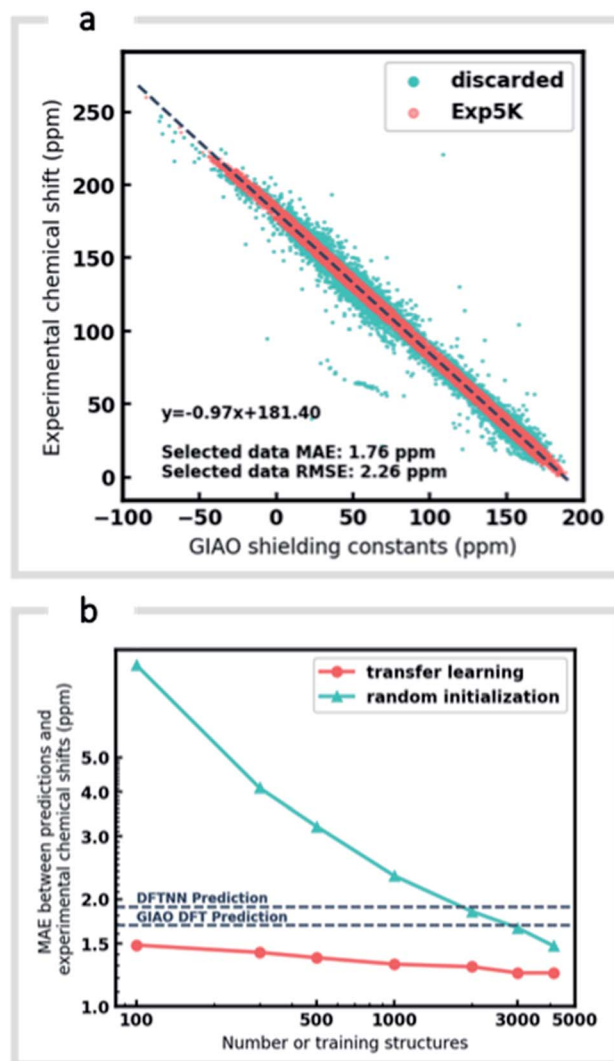 a
discarded
Exp5K
Experimental chemical shift (ppm)
250
200
150
100
50
0
y=-0.97x+181.40
Selected data MAE: 1.76 ppm
Selected data RMSE: 2.26 ppm
−100 −50 0 50 100 150 200
GIAO shielding constants (ppm)
b
transfer learning
random initialization
MAE between predictions and
experimental chemical shifts (ppm)
5.0
4.0
3.0
2.0
1.5
1.0
DFTNN Prediction
GIAO DFT Prediction
100 500 1000 3000 5000
Number or training structures